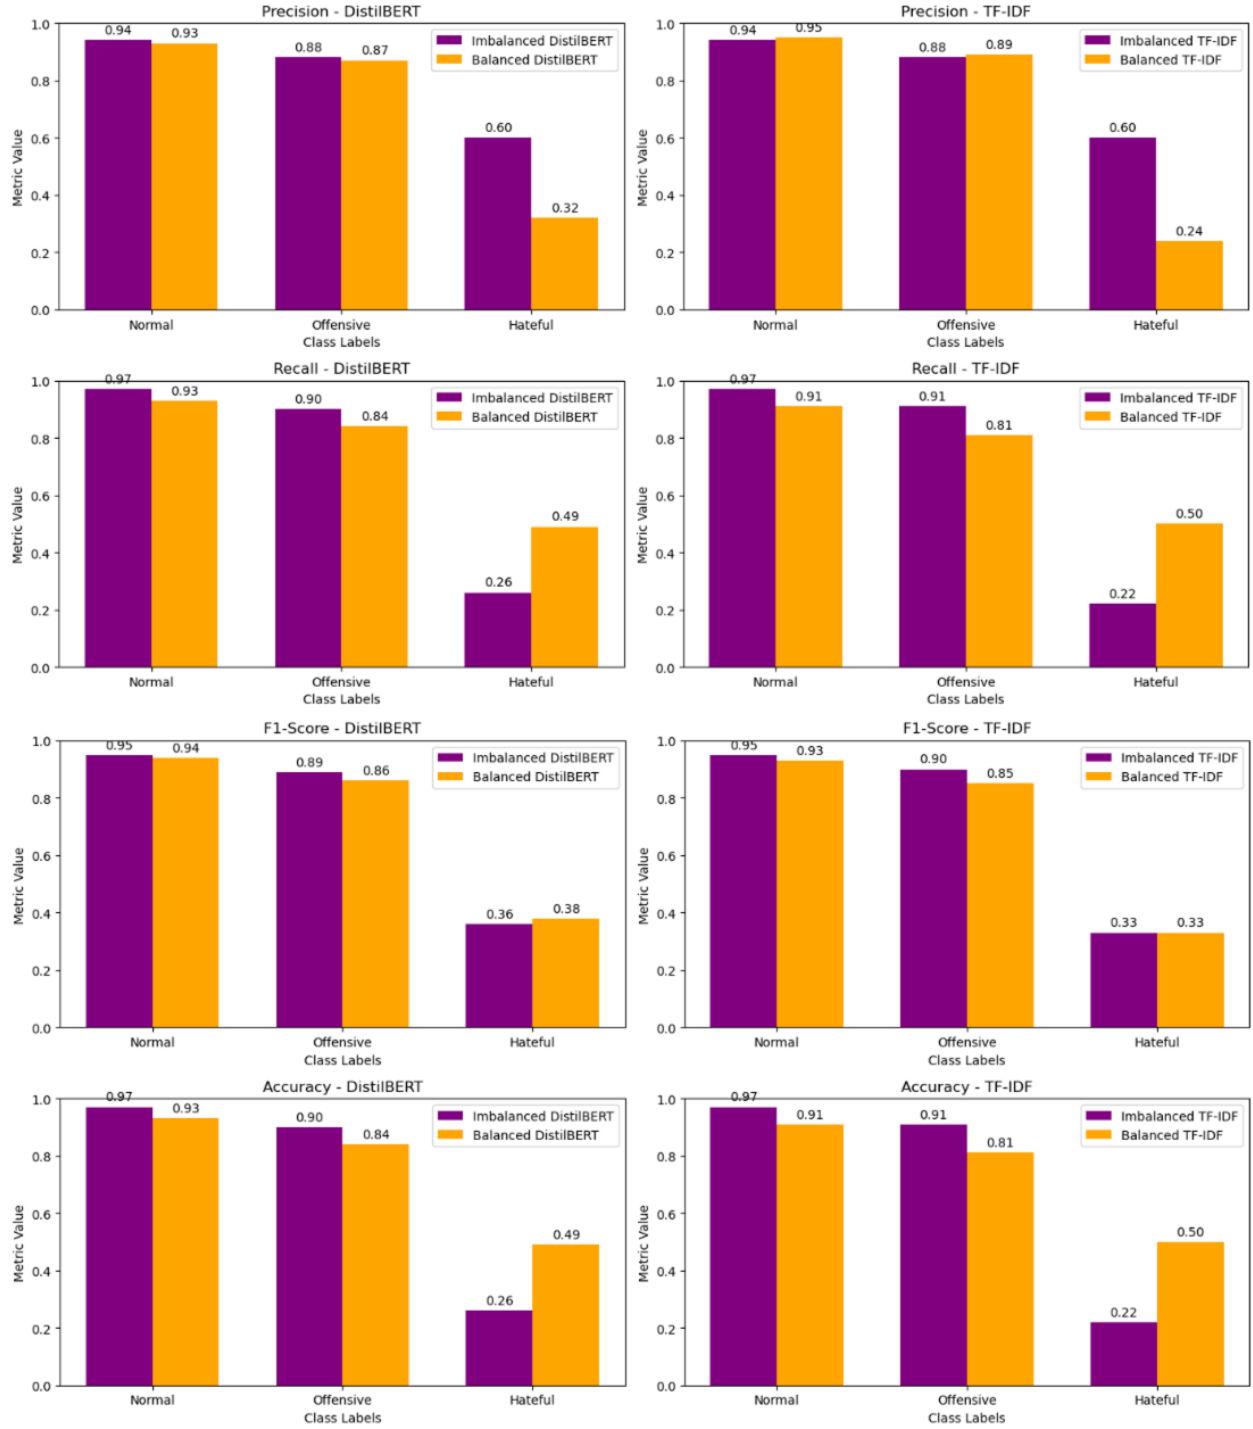 Precision - DistilBERT
Metric Value
1.0
0.8
0.6
0.4
0.2
0.0
0.94
0.93
0.88
0.87
0.60
0.32
Imbalanced DistilBERT
Balanced DistilBERT
Normal
Offensive
Hateful
Class Labels
Precision - TF-IDF
Metric Value
1.0
0.8
0.6
0.4
0.2
0.0
0.94
0.95
0.88
0.89
0.60
0.24
Imbalanced TF-IDF
Balanced TF-IDF
Normal
Offensive
Hateful
Class Labels
Recall - DistilBERT
Metric Value
1.0
0.8
0.6
0.4
0.2
0.0
0.97
0.93
0.90
0.84
0.26
0.49
Imbalanced DistilBERT
Balanced DistilBERT
Normal
Offensive
Hateful
Class Labels
Recall - TF-IDF
Metric Value
1.0
0.8
0.6
0.4
0.2
0.0
0.97
0.91
0.91
0.81
0.22
0.50
Imbalanced TF-IDF
Balanced TF-IDF
Normal
Offensive
Hateful
Class Labels
F1-Score - DistilBERT
Metric Value
1.0
0.8
0.6
0.4
0.2
0.0
0.95
0.94
0.89
0.86
0.36
0.38
Imbalanced DistilBERT
Balanced DistilBERT
Normal
Offensive
Hateful
Class Labels
F1-Score - TF-IDF
Metric Value
1.0
0.8
0.6
0.4
0.2
0.0
0.95
0.93
0.90
0.85
0.33
0.33
Imbalanced TF-IDF
Balanced TF-IDF
Normal
Offensive
Hateful
Class Labels
Accuracy - DistilBERT
Metric Value
1.0
0.8
0.6
0.4
0.2
0.0
0.97
0.93
0.90
0.84
0.26
0.49
Imbalanced DistilBERT
Balanced DistilBERT
Normal
Offensive
Hateful
Class Labels
Accuracy - TF-IDF
Metric Value
1.0
0.8
0.6
0.4
0.2
0.0
0.97
0.91
0.91
0.81
0.22
0.50
Imbalanced TF-IDF
Balanced TF-IDF
Normal
Offensive
Hateful
Class Labels